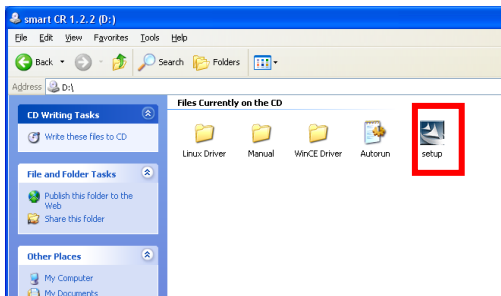 smart CR 1.2.2 (D:)
File Edit View Favorites Tools Help
Back Search Folders
Address D:\
CD Writing Tasks
Write these files to CD
File and Folder Tasks
Publish this folder to the
Web
Share this folder
Other Places
My Computer
My Documents
Files Currently on the CD
Linux Driver Manual WinCE Driver Autorun setup